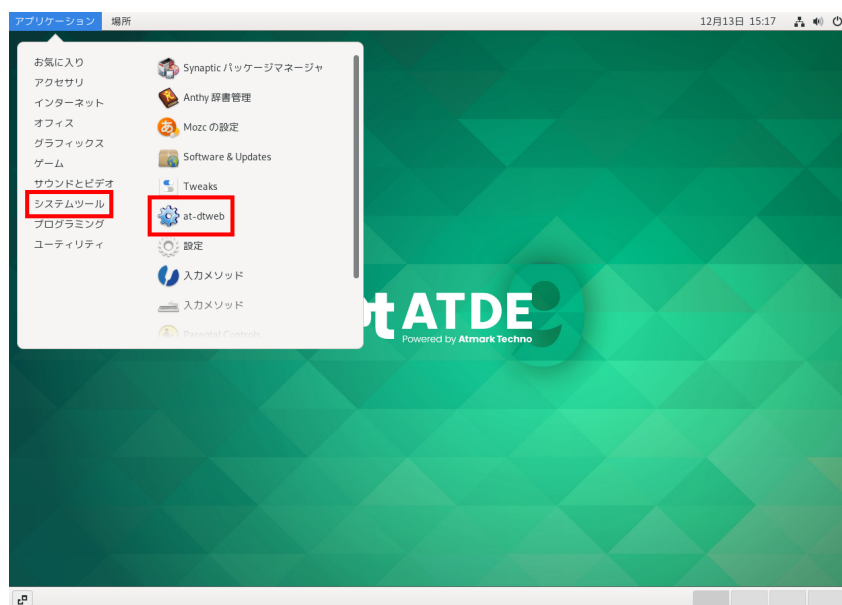 アプリケーション 場所
12月13日 15:17
お気に入り
アクセサリ
インターネット
オフィス
グラフィックス
ゲーム
サウンドとビデオ
システムツール
プログラミング
ユーティリティ
Synaptic パッケージマネージャ
Anthy 辞書管理
Mozc の設定
Software & Updates
Tweaks
at-dtweb
設定
入力メソッド
入力メソッド
Parental Controls
ATDE
9
Powered by Atmark Techno